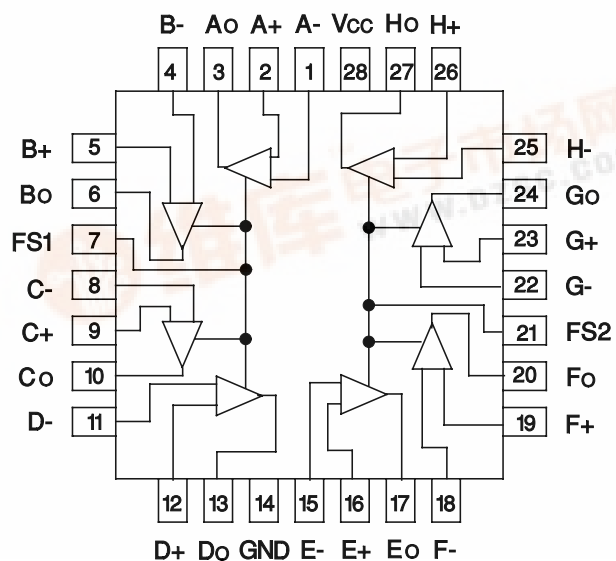 B- Ao A+ A- Vcc Ho H+
4 3 2 1 28 27 26
B+ 5 25 H-
Bo 6 24 Go
FS1 7 23 G+
C- 8 22 G-
C+ 9 21 FS2
Co 10 20 Fo
D- 11 19 F+
12 13 14 15 16 17 18
D+ Do GND E- E+ Eo F-